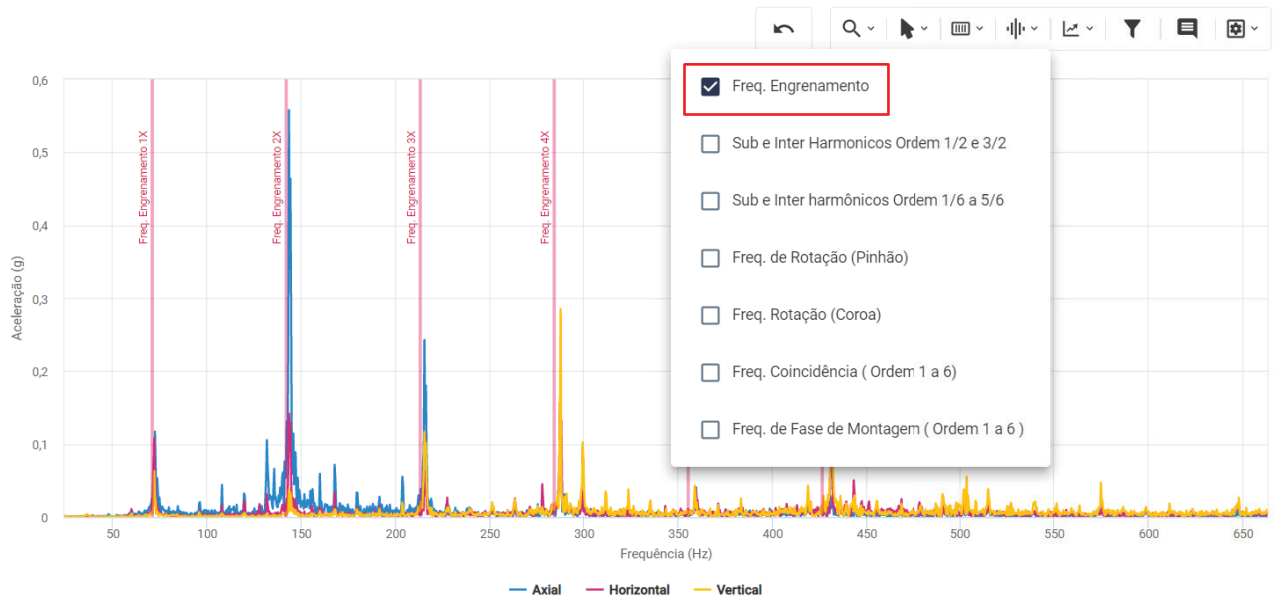 Freq. Engrenamento
Sub e Inter Harmonicos Ordem 1/2 e 3/2
Sub e Inter harmônicos Ordem 1/6 a 5/6
Freq. de Rotação (Pinhão)
Freq. Rotação (Coroa)
Freq. Coincidência ( Ordem 1 a 6)
Freq. de Fase de Montagem ( Ordem 1 a 6 )
Aceleração (g)
0,6
0,5
0,4
0,3
0,2
0,1
0
Freq. Engrenamento 1X
Freq. Engrenamento 2X
Freq. Engrenamento 3X
Freq. Engrenamento 4X
50
100
150
200
250
300
350
400
450
500
550
600
650
Frequência (Hz)
Axial
Horizontal
Vertical